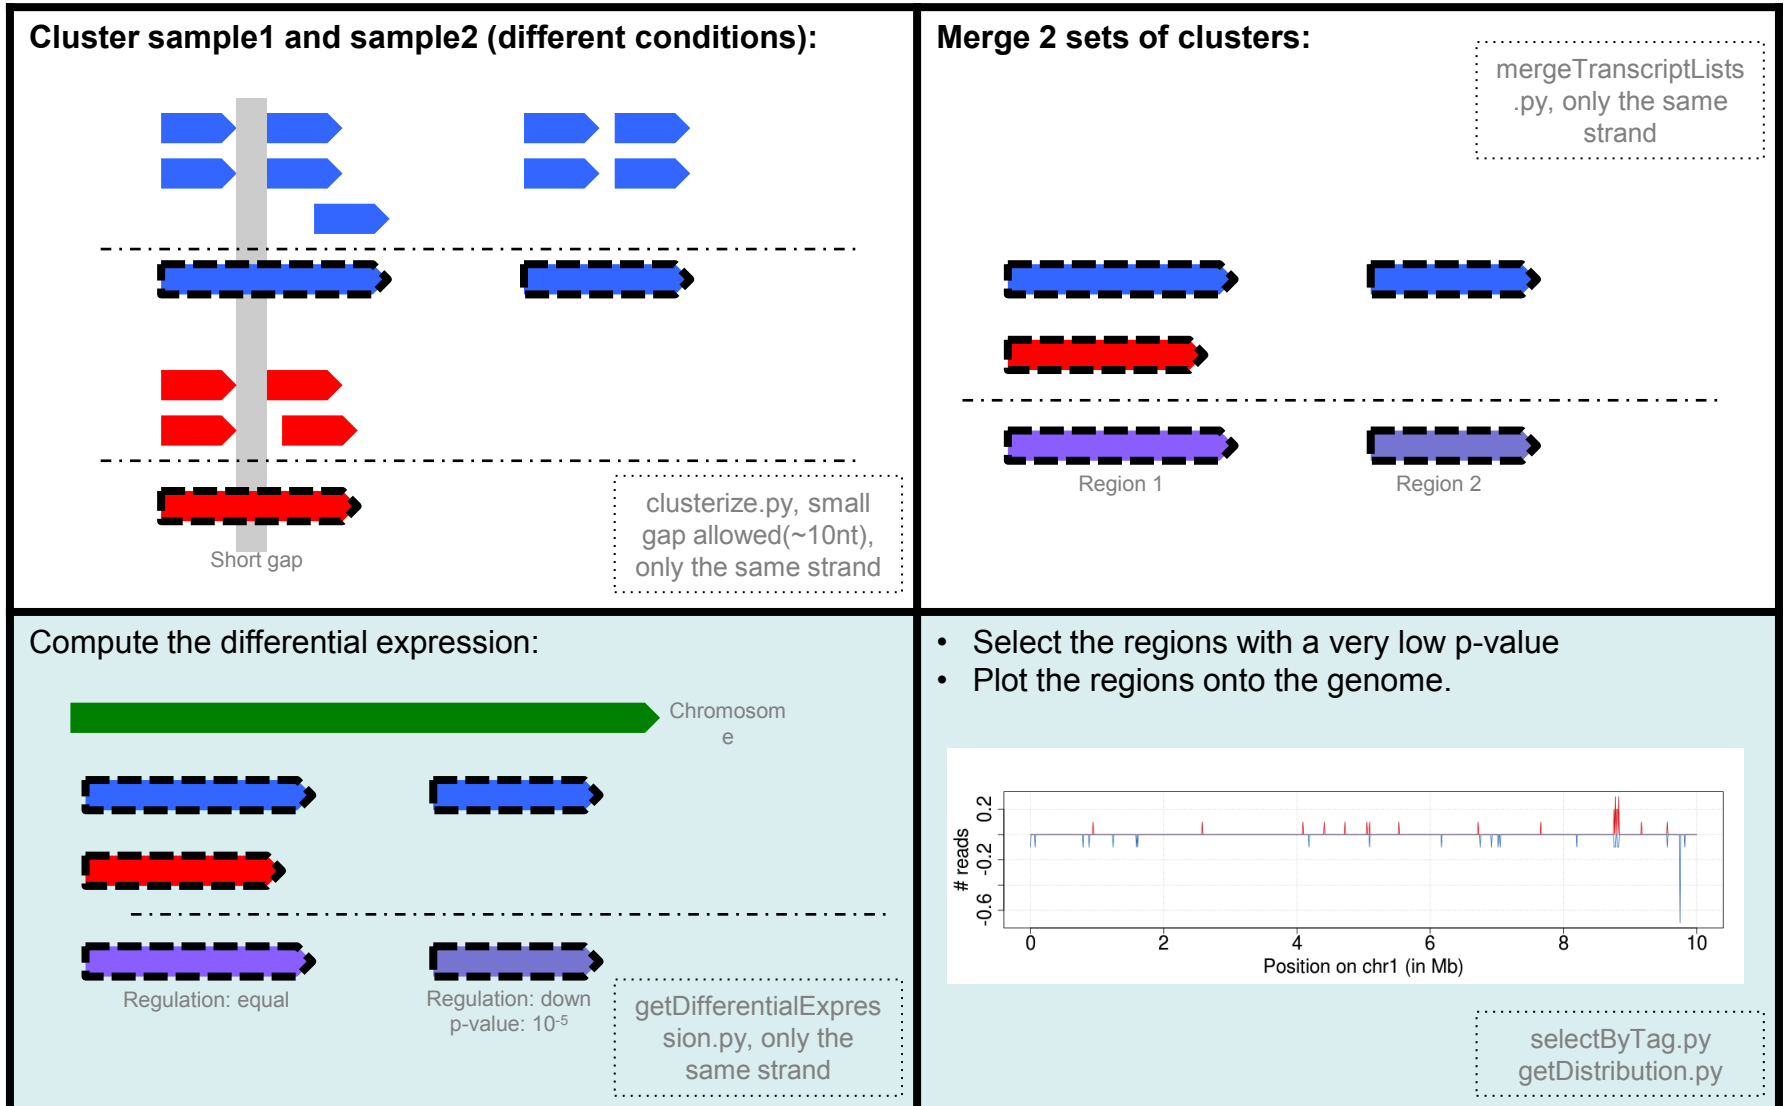 Cluster sample1 and sample2 (different conditions):
Short gap
clusterize.py, small
gap allowed(~10nt),
only the same strand
Merge 2 sets of clusters:
mergeTranscriptLists
.py, only the same
strand
Region 1
Region 2
Compute the differential expression:
Chromosom
e
Regulation: equal
Regulation: down
p-value: 10⁻⁵
getDifferentialExpres
sion.py, only the
same strand
• Select the regions with a very low p-value
• Plot the regions onto the genome.
# reads
0.2
-0.2
-0.6
0 2 4 6 8 10
Position on chr1 (in Mb)
selectByTag.py
getDistribution.py